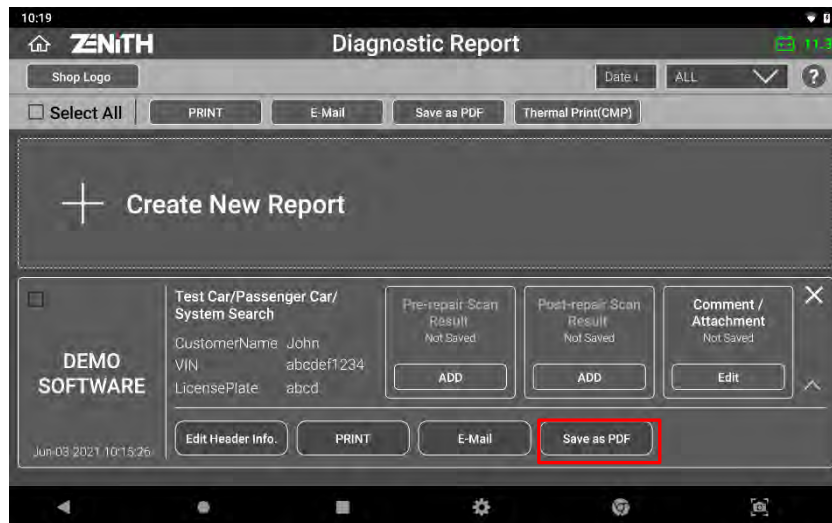 10:19
ZENITH
Diagnostic Report
11.3
Shop Logo
Date ↓
ALL
?
Select All
PRINT
E-Mail
Save as PDF
Thermal Print(CMP)
Create New Report
Test Car/Passenger Car/
System Search
CustomerName John
VIN abcdef1234
LicensePlate abcd
DEMO
SOFTWARE
Jun-03 2021 10:15:26
Pre-repair Scan
Result
Not Saved
ADD
Post-repair Scan
Result
Not Saved
ADD
Comment /
Attachment
Not Saved
Edit
Edit Header Info.
PRINT
E-Mail
Save as PDF